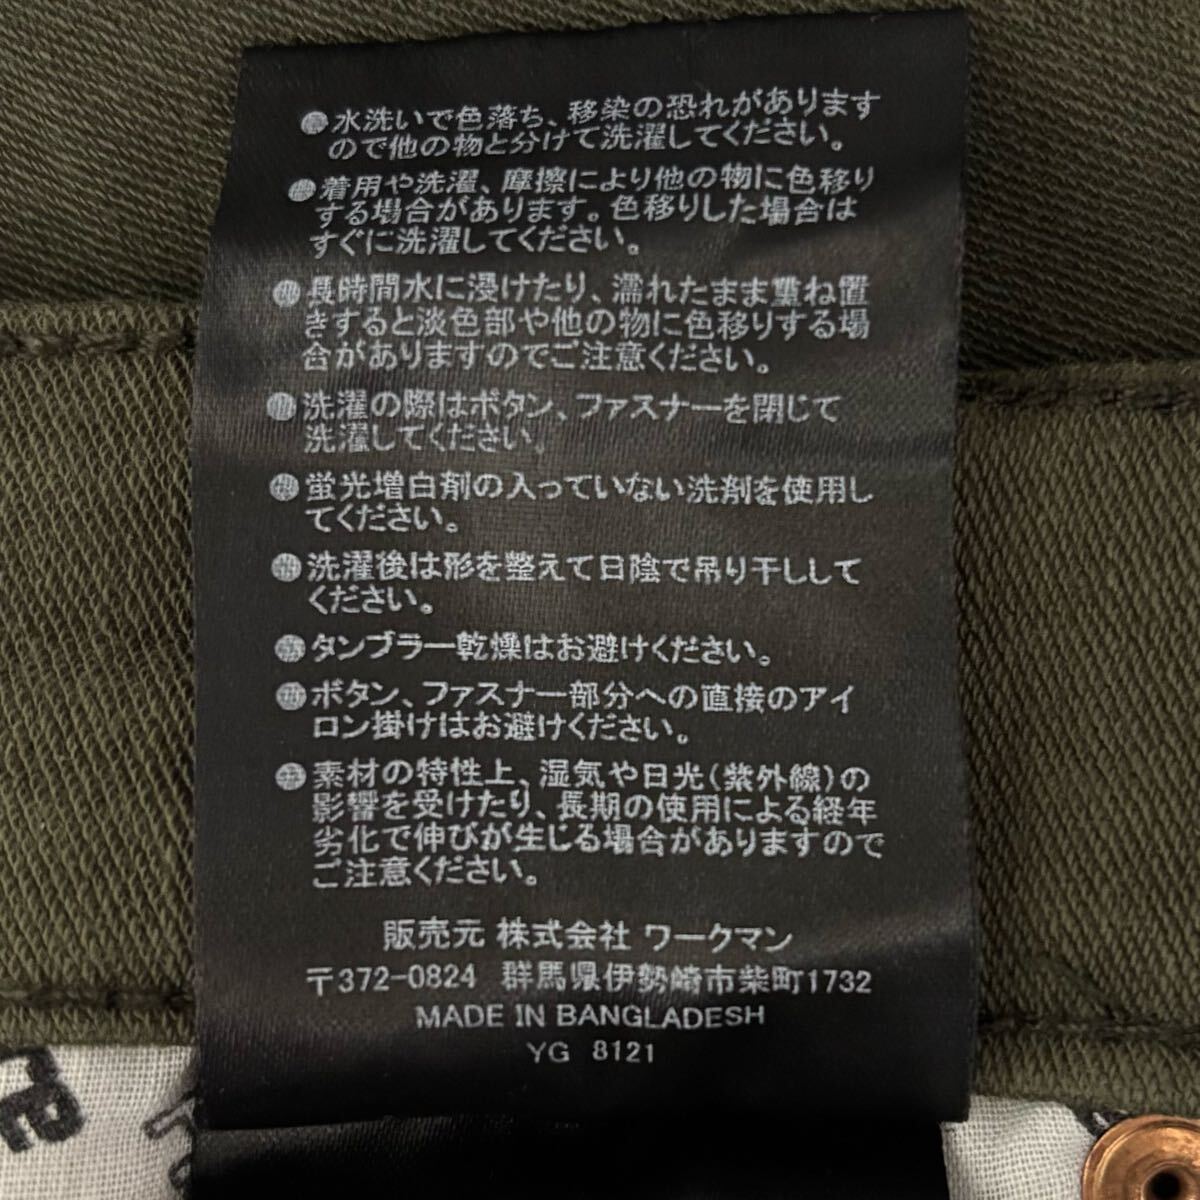 ●水洗いで色落ち、移染の恐れがあります
ので他の物と分けて洗濯してください。
●着用や洗濯、摩擦により他の物に色移り
する場合があります。色移りした場合は
すぐに洗濯してください。
●長時間水に浸けたり、濡れたまま重ね置
きすると淡色部や他の物に色移りする場
合がありますのでご注意ください。
●洗濯の際はボタン、ファスナーを閉じて
洗濯してください。
●蛍光増白剤の入っていない洗剤を使用し
てください。
●洗濯後は形を整えて日陰で吊り干しして
ください。
●タンブラー乾燥はお避けください。
●ボタン、ファスナー部分への直接のアイ
ロン掛けはお避けください。
●素材の特性上、湿気や日光(紫外線)の
影響を受けたり、長期の使用による経年
劣化で伸びが生じる場合がありますので
ご注意ください。
販売元 株式会社 ワークマン
〒372-0824 群馬県伊勢崎市柴町1732
MADE IN BANGLADESH
YG 8121